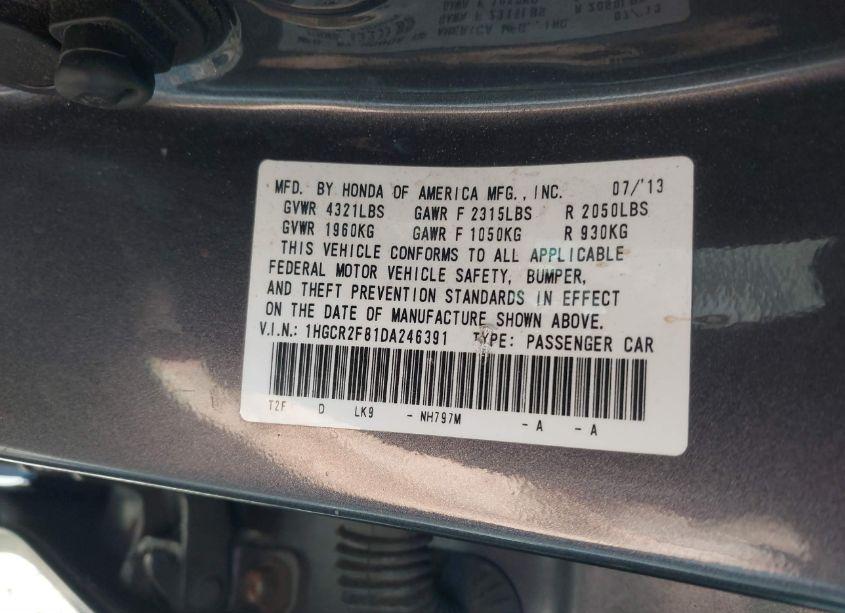 MFD. BY HONDA OF AMERICA MFG., INC. 07/'13
GVWR 4321LBS GAWR F 2315LBS R 2050LBS
GVWR 1960KG GAWR F 1050KG R 930KG
THIS VEHICLE CONFORMS TO ALL APPLICABLE
FEDERAL MOTOR VEHICLE SAFETY, BUMPER,
AND THEFT PREVENTION STANDARDS IN EFFECT
ON THE DATE OF MANUFACTURE SHOWN ABOVE.
V.I.N.: 1HGCR2F81DA246391 TYPE: PASSENGER CAR
T2F D LK9 - NH797M - A - A